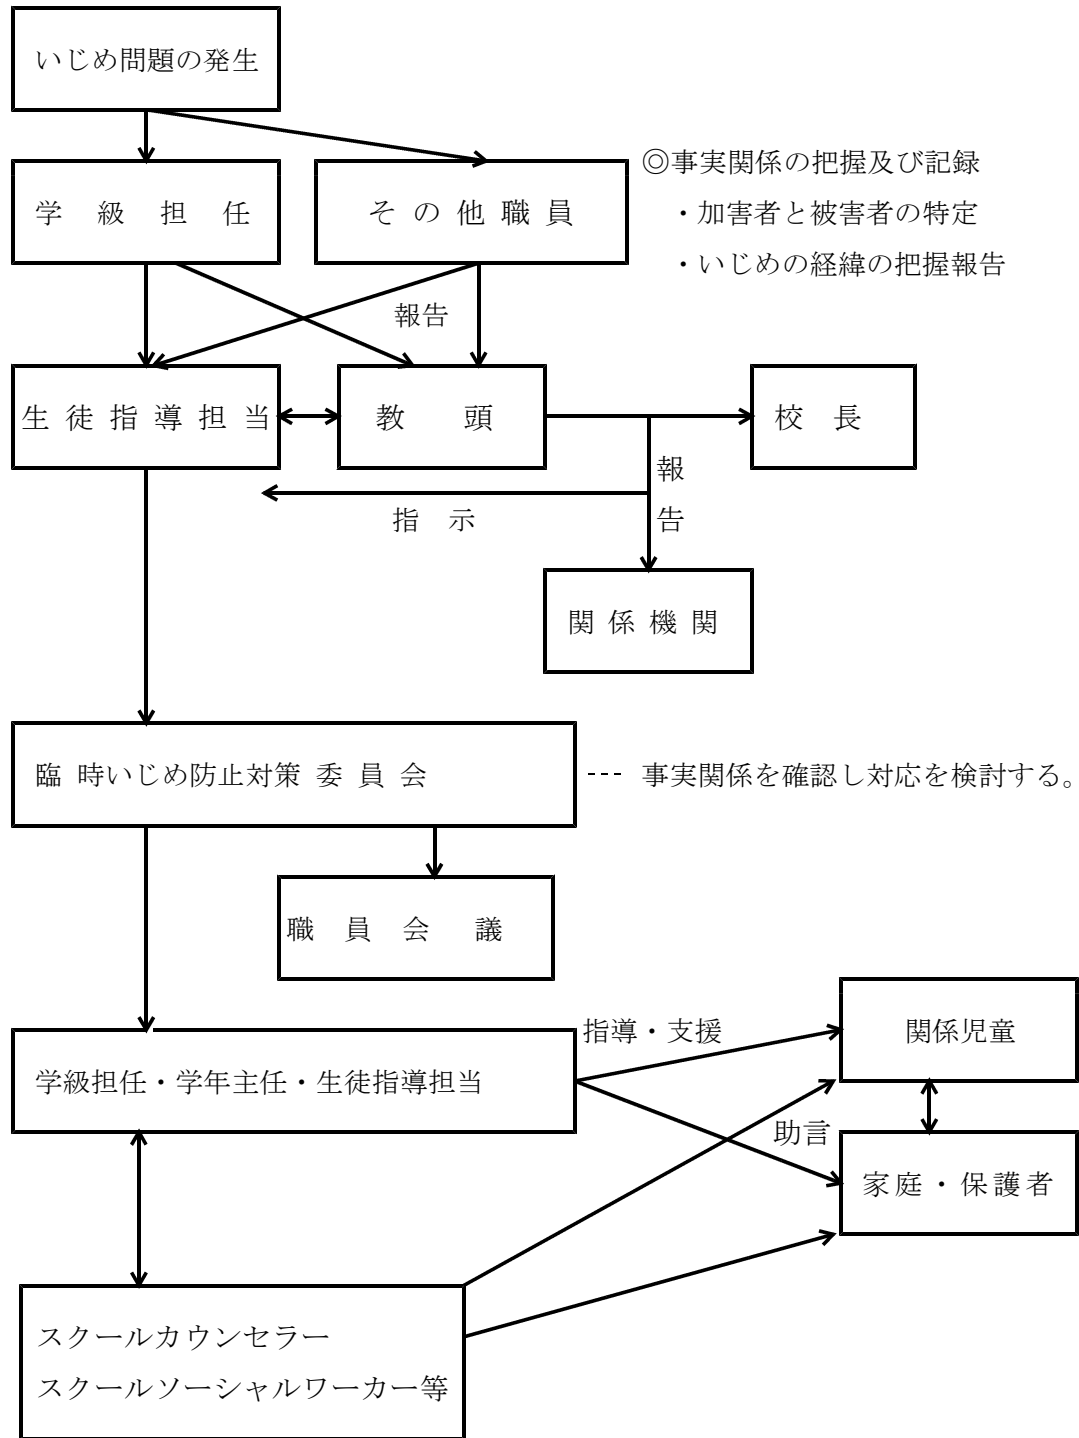 いじめ問題の発生
学　級　担　任
そ の 他 職 員
◎事実関係の把握及び記録
・加害者と被害者の特定
・いじめの経緯の把握報告
報告
生 徒 指 導 担 当
教　　頭
校　長
報
告
指　示
関 係 機 関
臨 時いじめ防止対策 委 員 会
--- 事実関係を確認し対応を検討する。
職　員　会　議
指導・支援
関係児童
学級担任・学年主任・生徒指導担当
助言
家庭・保護者
スクールカウンセラー
スクールソーシャルワーカー等